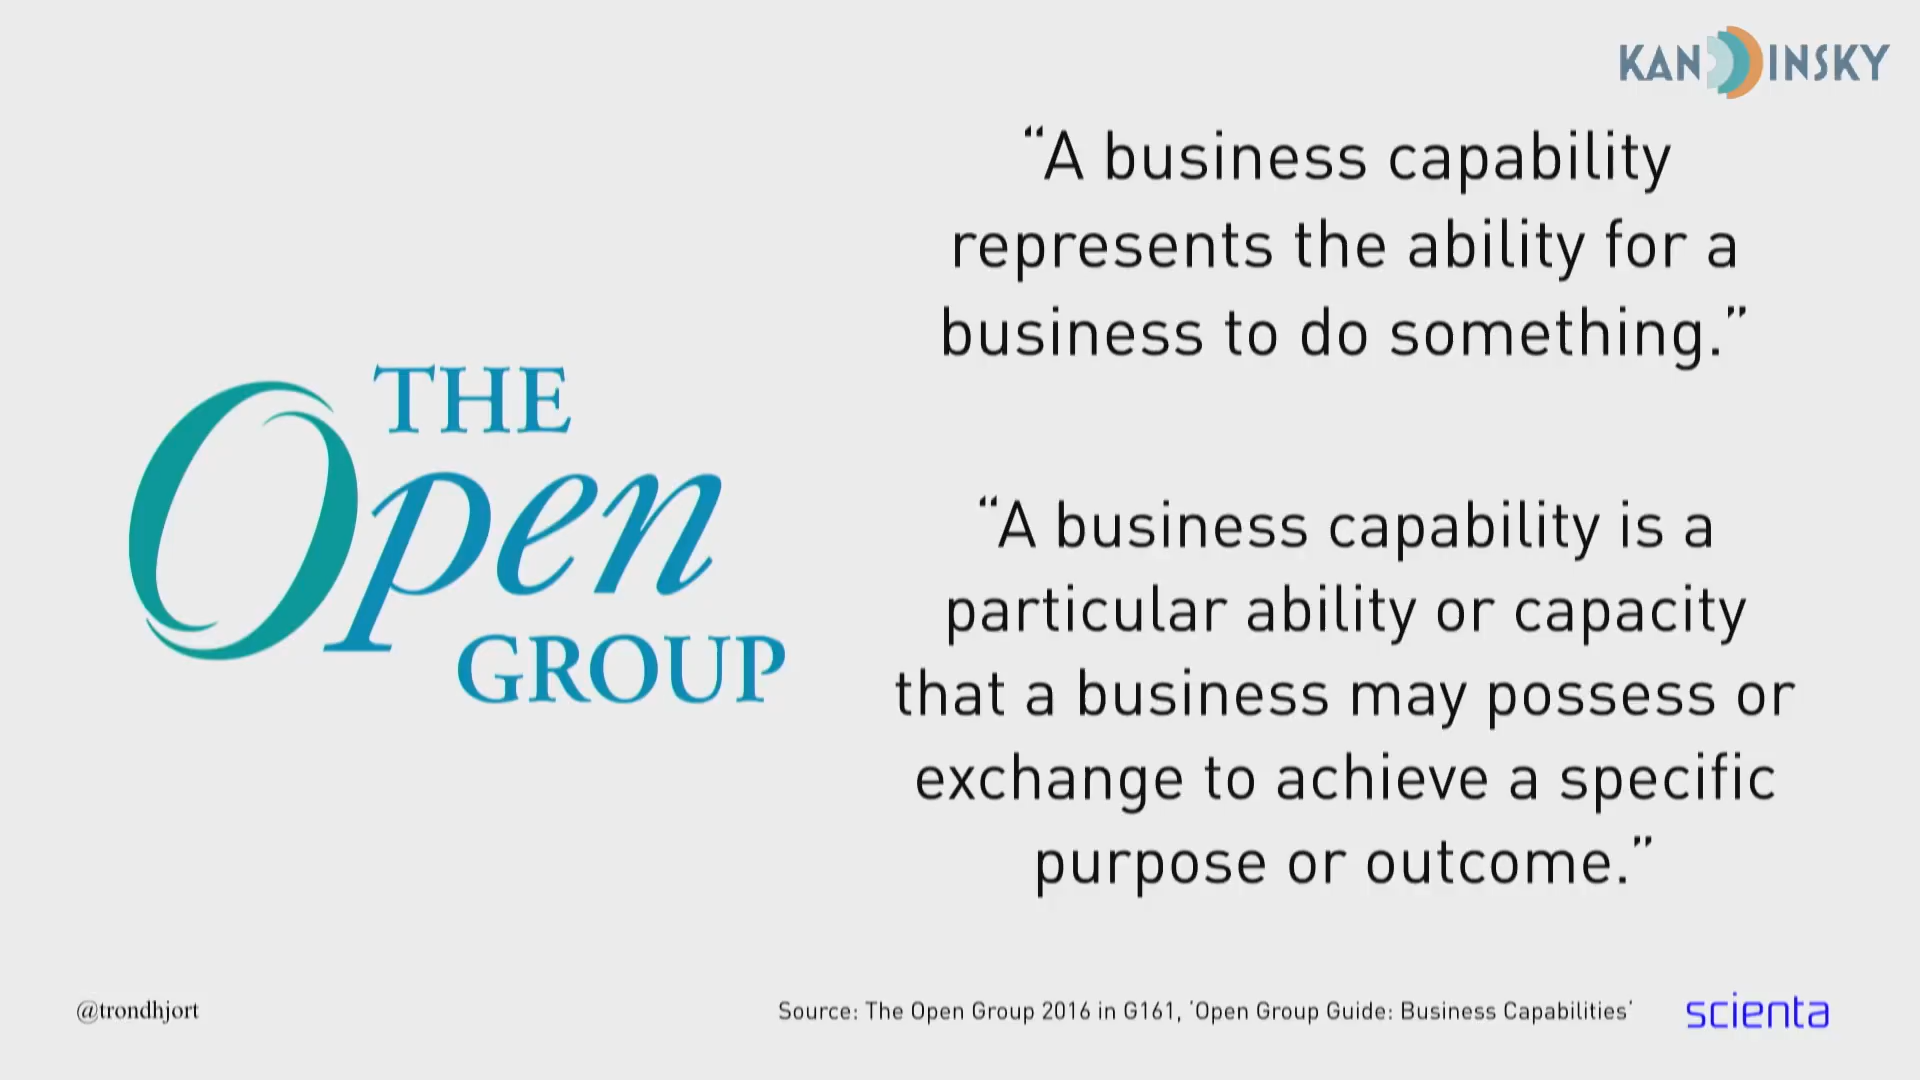 KANDINSKY
“A business capability
represents the ability for a
business to do something.”
THE
Open
GROUP
“A business capability is a
particular ability or capacity
that a business may possess or
exchange to achieve a specific
purpose or outcome.”
@trondhjort
Source: The Open Group 2016 in G161, ‘Open Group Guide: Business Capabilities’
scienta